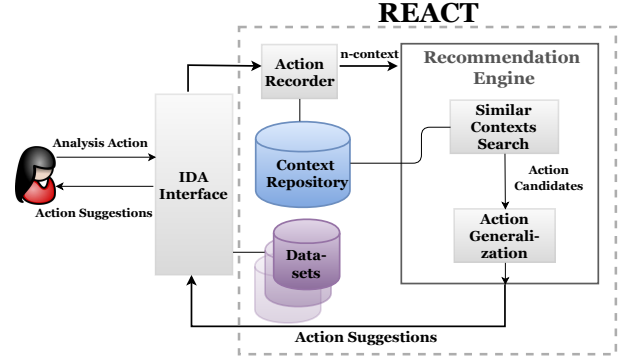 REACT
Action
Recorder
n-context
Recommendation
Engine
Similar
Contexts
Search
Analysis Action
IDA
Interface
Context
Repository
Action
Candidates
Action Suggestions
Action
Generali-
zation
Data-
sets
Action Suggestions